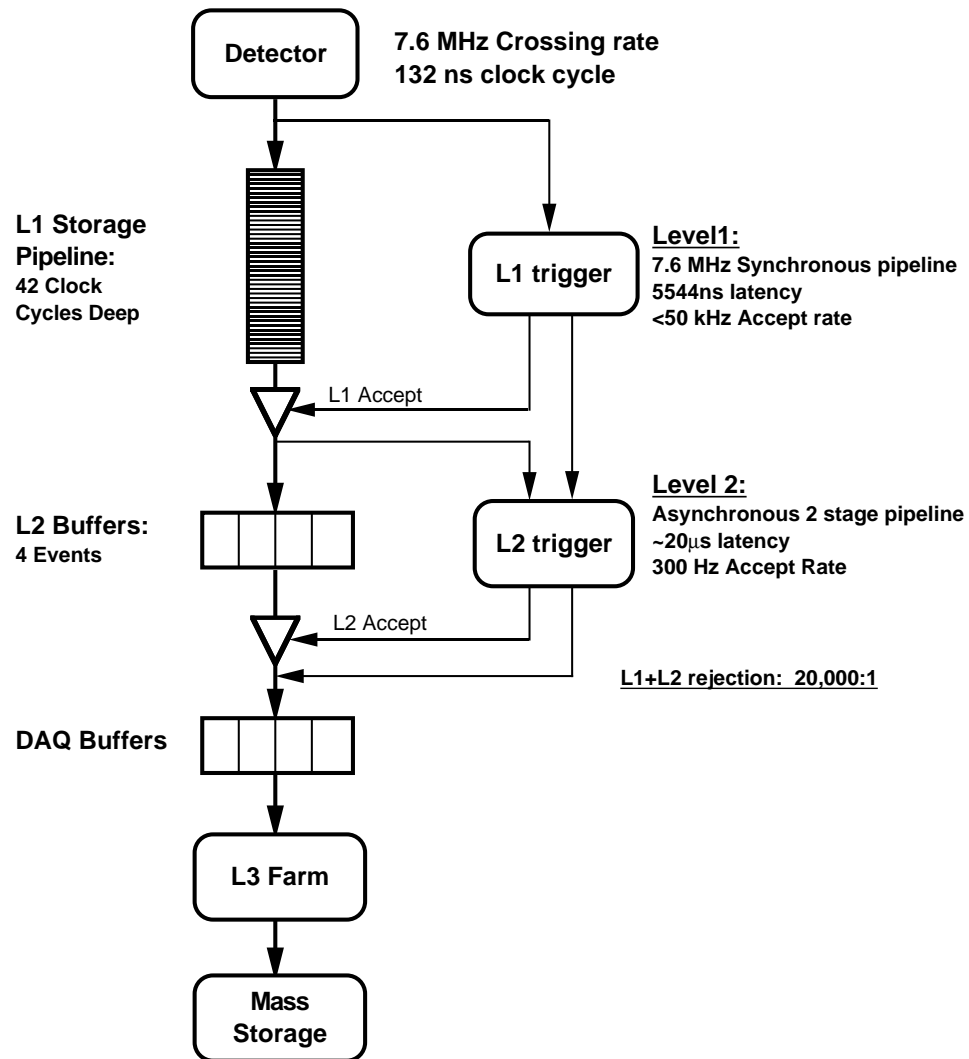 Detector
7.6 MHz Crossing rate
132 ns clock cycle
L1 Storage
Pipeline:
42 Clock
Cycles Deep
L1 trigger
Level1:
7.6 MHz Synchronous pipeline
5544ns latency
<50 kHz Accept rate
L1 Accept
L2 Buffers:
4 Events
L2 trigger
Level 2:
Asynchronous 2 stage pipeline
~20μs latency
300 Hz Accept Rate
L2 Accept
L1+L2 rejection: 20,000:1
DAQ Buffers
L3 Farm
Mass
Storage